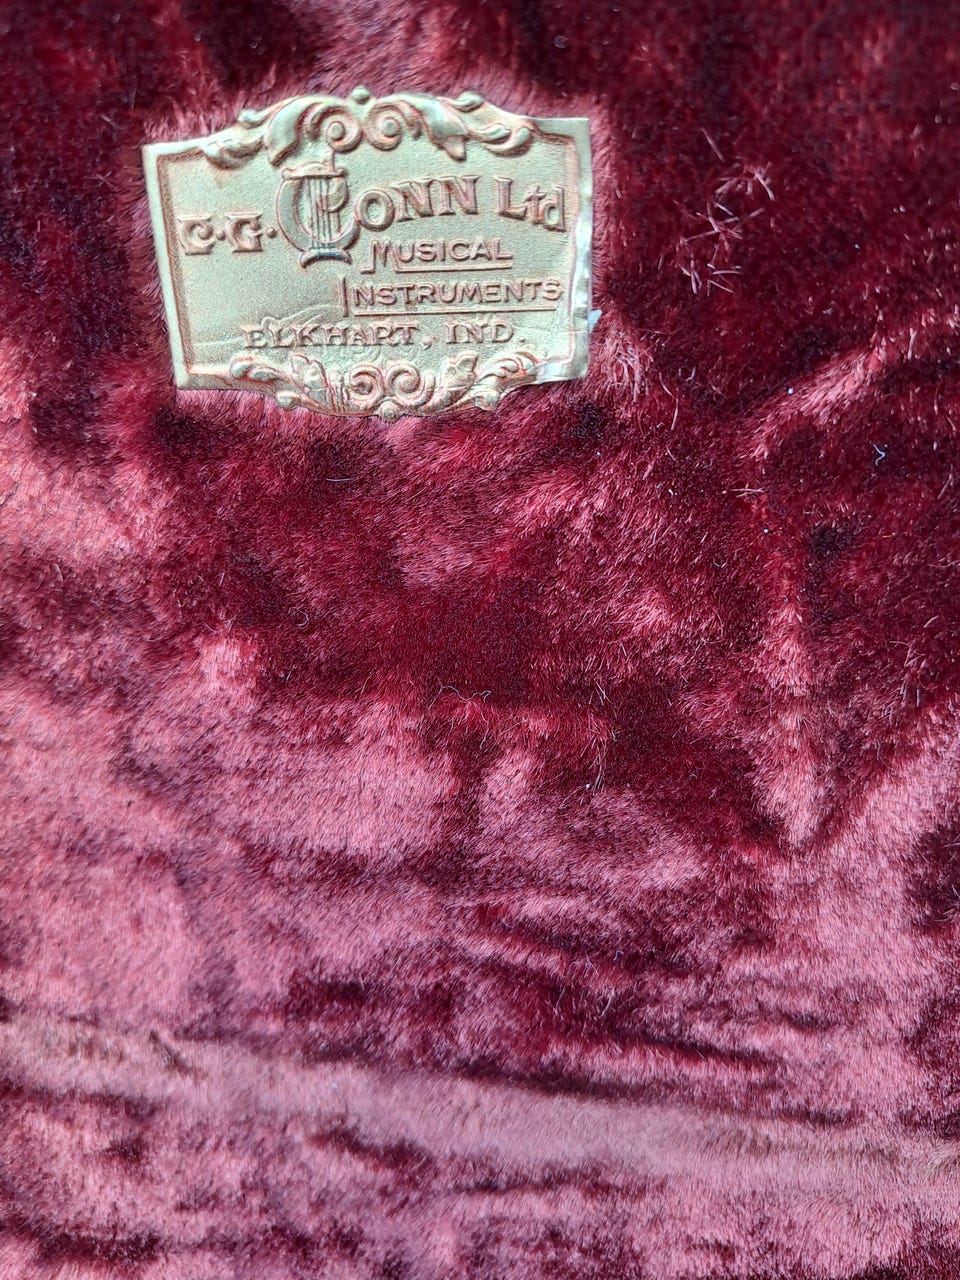 C.G. CONN Ltd
MUSICAL
INSTRUMENTS
ELKHART, IND.